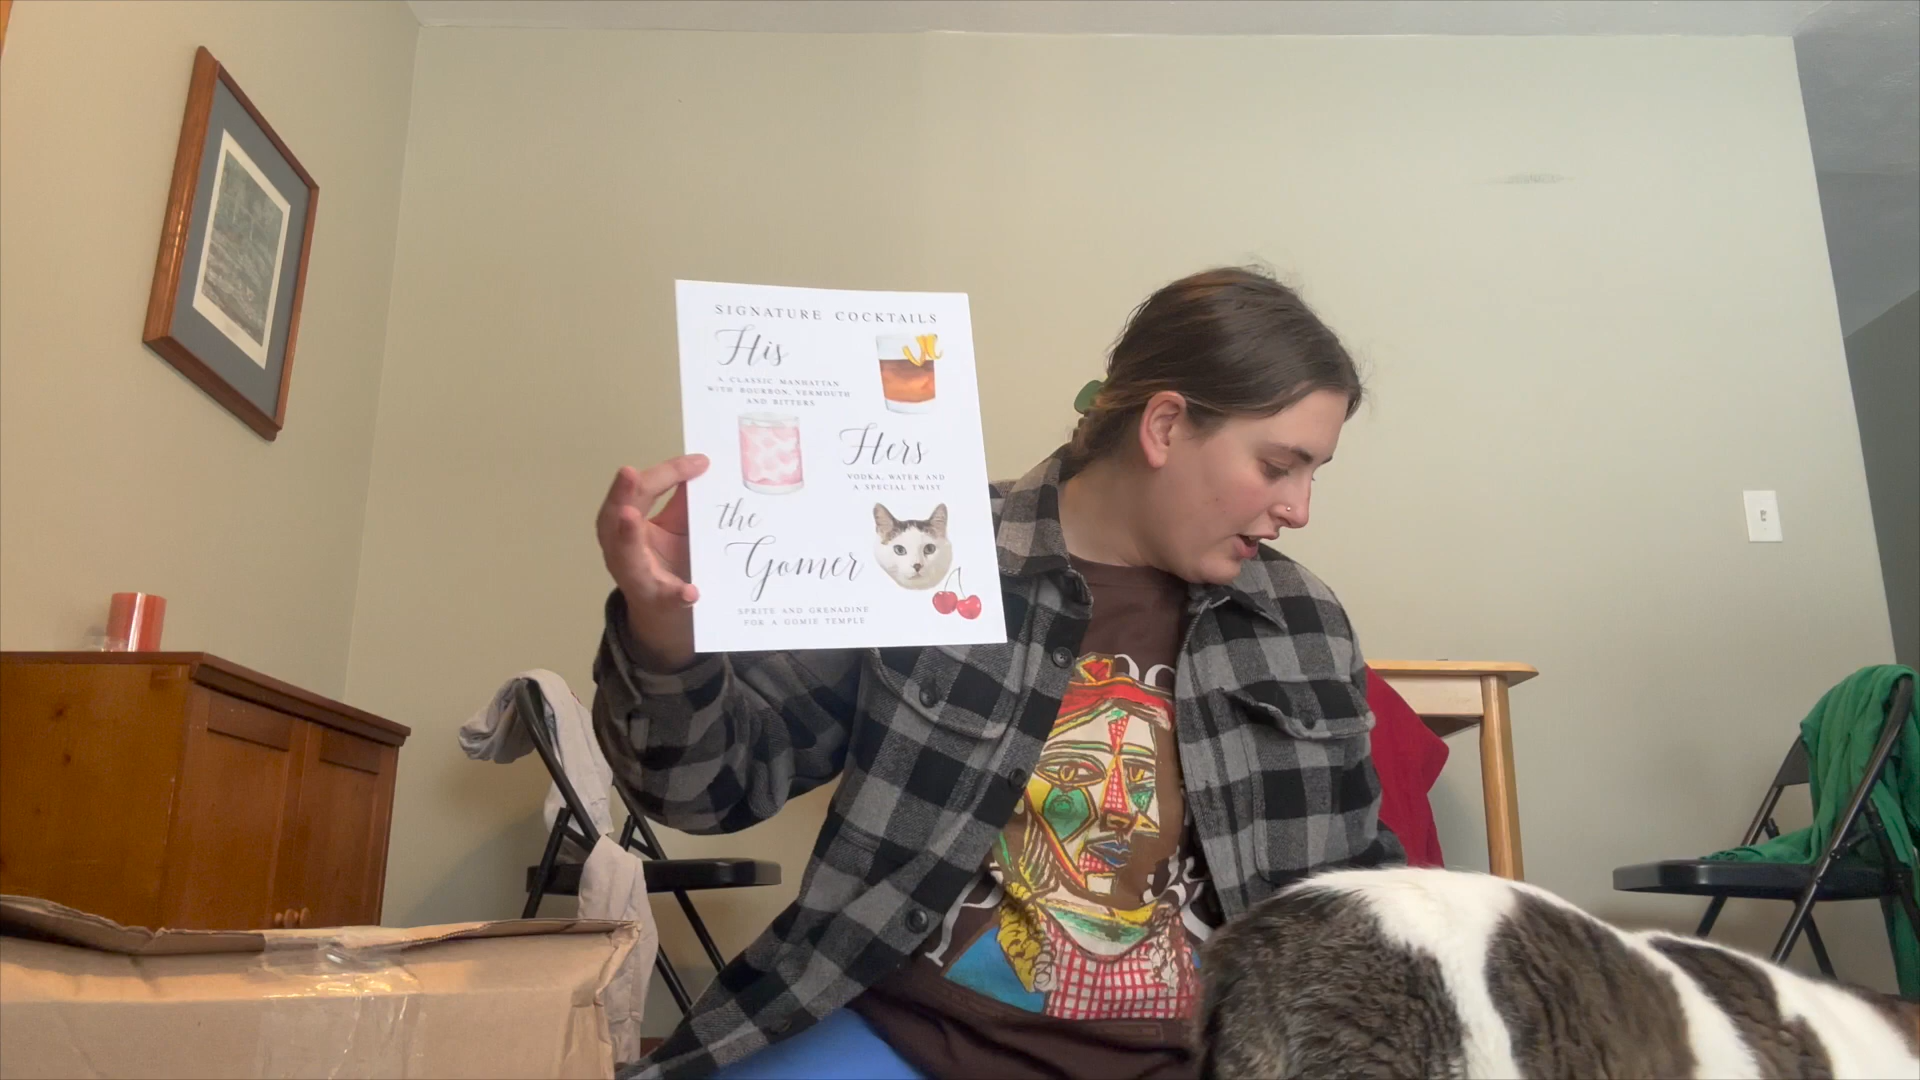 SIGNATURE COCKTAILS
His
A CLASSIC MANHATTAN
WITH BOURBON, VERMOUTH
AND BITTERS
Hers
VODKA, WATER AND
A SPECIAL TWIST
the
Gomer
SPRITE AND GRENADINE
FOR A GOMIE TEMPLE